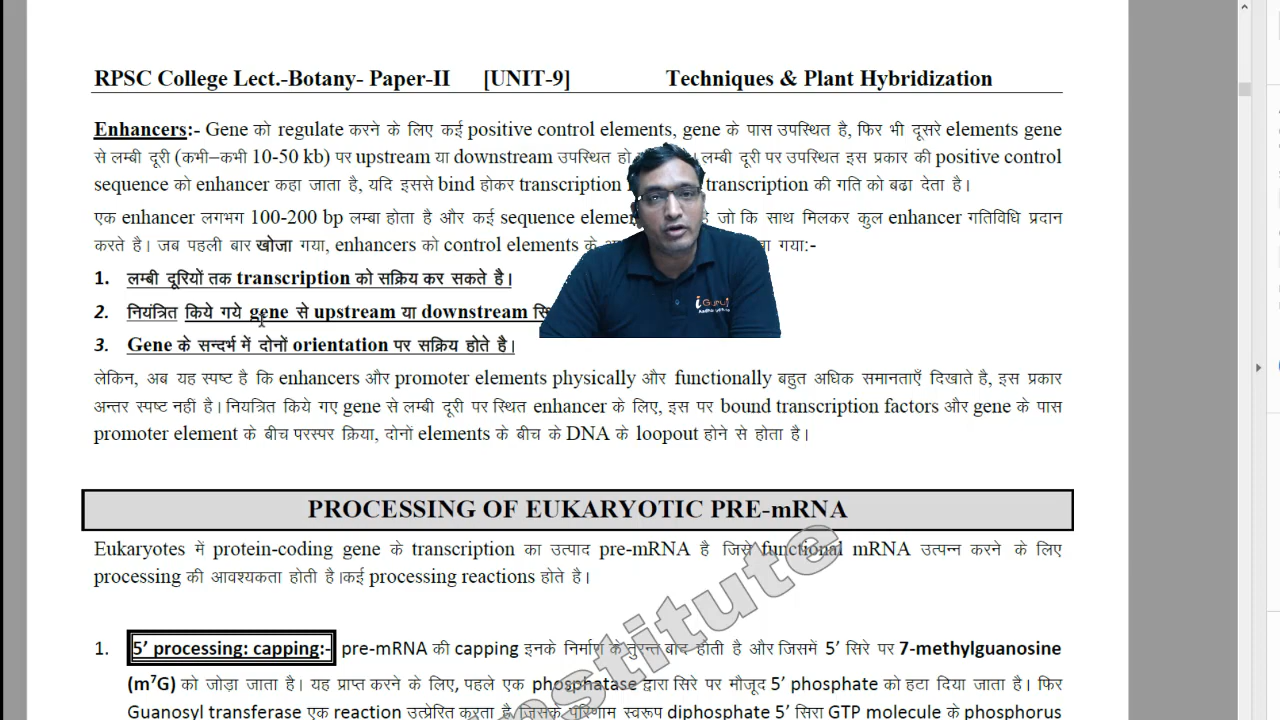 RPSC College Lect.-Botany- Paper-II [UNIT-9] Techniques & Plant Hybridization
Enhancers:- Gene को regulate करने के लिए कई positive control elements, gene के पास उपस्थित है, फिर भी दूसरे elements gene
से लम्बी दूरी (कभी–कभी 10-50 kb) पर upstream या downstream उपस्थित हो लम्बी दूरी पर उपस्थित इस प्रकार की positive control
sequence को enhancer कहा जाता है, यदि इससे bind होकर transcription transcription की गति को बढा देता है।
एक enhancer लगभग 100-200 bp लम्बा होता है और कई sequence जो कि साथ मिलकर कुल enhancer गतिविधि प्रदान
करते है। जब पहली बार खोजा गया, enhancers को control elements के गया:-
1. लम्बी दूरियों तक transcription को सक्रिय कर सकते है।
2. नियंत्रित किये गये gene से upstream या downstream
3. Gene के सन्दर्भ में दोनों orientation पर सक्रिय होते है।
लेकिन, अब यह स्पष्ट है कि enhancers और promoter elements physically और functionally बहुत अधिक समानताएँ दिखाते है, इस प्रकार
अन्तर स्पष्ट नहीं है। नियत्रित किये गए gene से लम्बी दूरी पर स्थित enhancer के लिए, इस पर bound transcription factors और gene के पास
promoter element के बीच परस्पर क्रिया, दोनों elements के बीच के DNA के loopout होने से होता है।
iGuruji
PROCESSING OF EUKARYOTIC PRE-mRNA
Eukaryotes में protein-coding gene के transcription का उत्पाद pre-mRNA है जिसे functional mRNA उत्पन्न करने के लिए
processing की आवश्यकता होती है।कई processing reactions होते है।
1. 5’ processing: capping:- pre-mRNA की capping इनके निर्माण के तुरन्त बाद होती है और जिसमें 5’ सिरे पर 7-methylguanosine
(m⁷G) को जोड़ा जाता है। यह प्राप्त करने के लिए, पहले एक phosphatase द्वारा सिरे पर मौजूद 5’ phosphate को हटा दिया जाता है। फिर
Guanosyl transferase एक reaction उत्प्रेरित करता है, जिसके परिणाम स्वरूप diphosphate 5’ सिरा GTP molecule के phosphorus